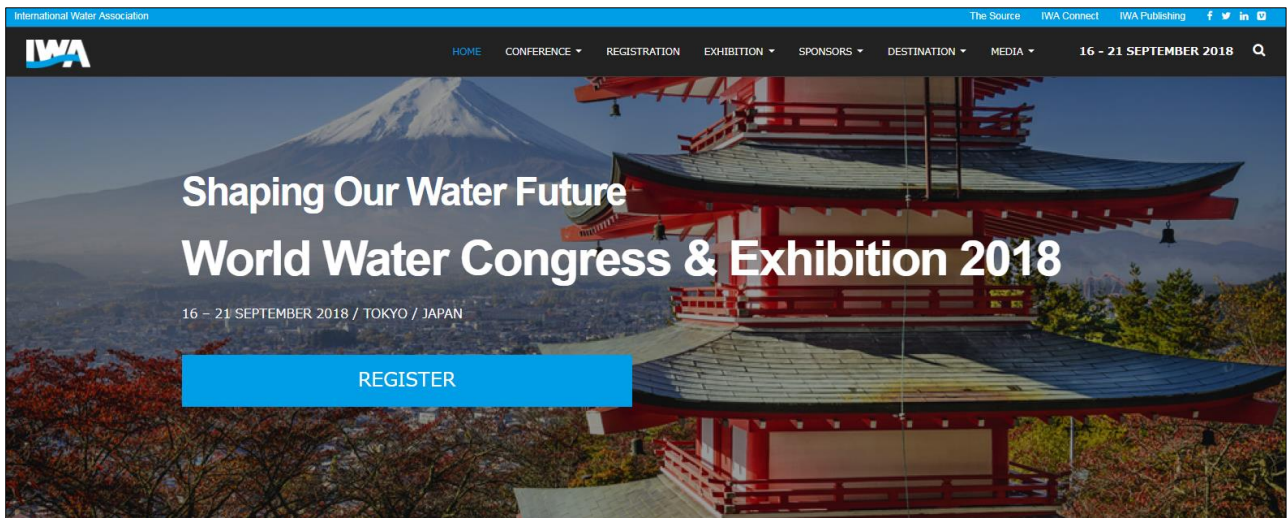 International Water Association
The Source IWA Connect IWA Publishing
IWA
HOME CONFERENCE REGISTRATION EXHIBITION SPONSORS DESTINATION MEDIA 16 - 21 SEPTEMBER 2018
Shaping Our Water Future
World Water Congress & Exhibition 2018
16 – 21 SEPTEMBER 2018 / TOKYO / JAPAN
REGISTER